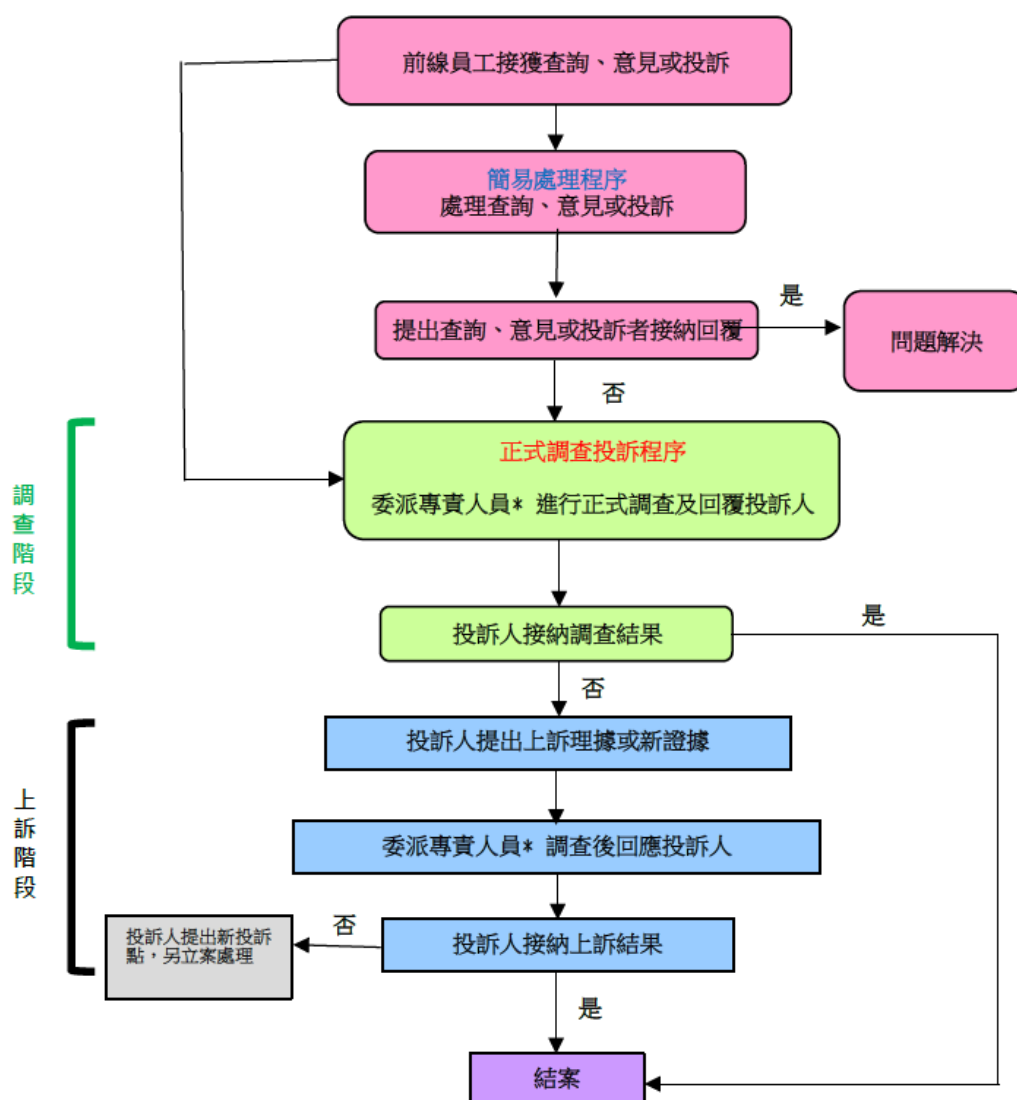 前線員工接獲查詢、意見或投訴
簡易處理程序
處理查詢、意見或投訴
提出查詢、意見或投訴者接納回覆
是
問題解決
否
正式調查投訴程序
委派專責人員* 進行正式調查及回覆投訴人
調查階段
投訴人接納調查結果
是
否
投訴人提出上訴理據或新證據
上訴階段
委派專責人員* 調查後回應投訴人
投訴人接納上訴結果
否
投訴人提出新投訴
點，另立案處理
是
結案